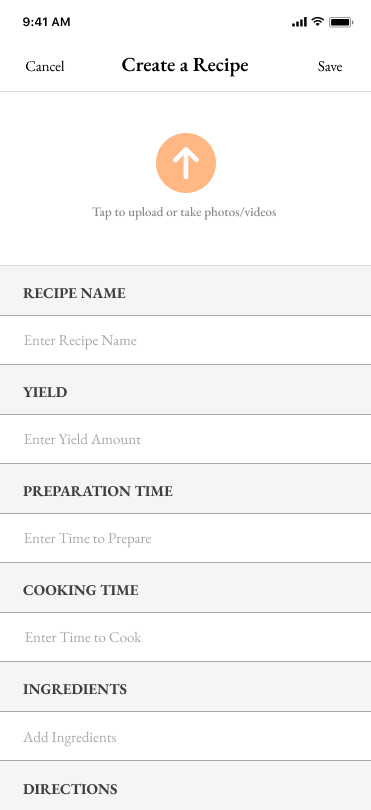 9:41 AM
Cancel Create a Recipe Save
Tap to upload or take photos/videos
RECIPE NAME
Enter Recipe Name
YIELD
Enter Yield Amount
PREPARATION TIME
Enter Time to Prepare
COOKING TIME
Enter Time to Cook
INGREDIENTS
Add Ingredients
DIRECTIONS